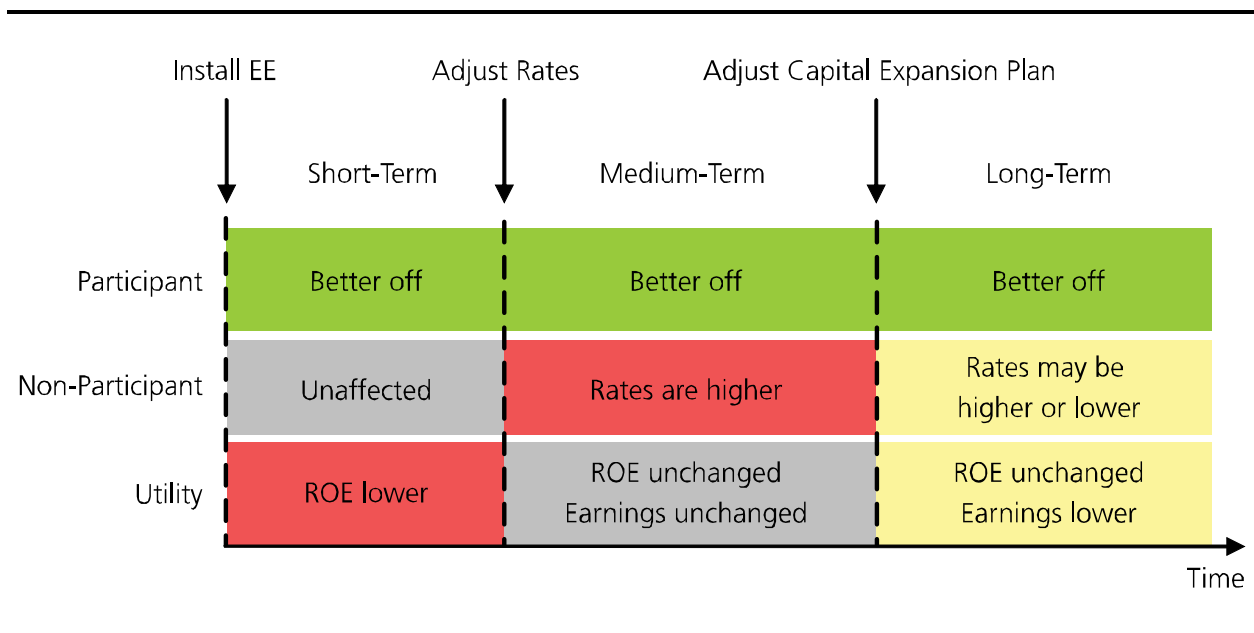 Install EE
Adjust Rates
Adjust Capital Expansion Plan
Short-Term
Medium-Term
Long-Term
Participant
Better off
Better off
Better off
Non-Participant
Unaffected
Rates are higher
Rates may be
higher or lower
Utility
ROE lower
ROE unchanged
Earnings unchanged
ROE unchanged
Earnings lower
Time